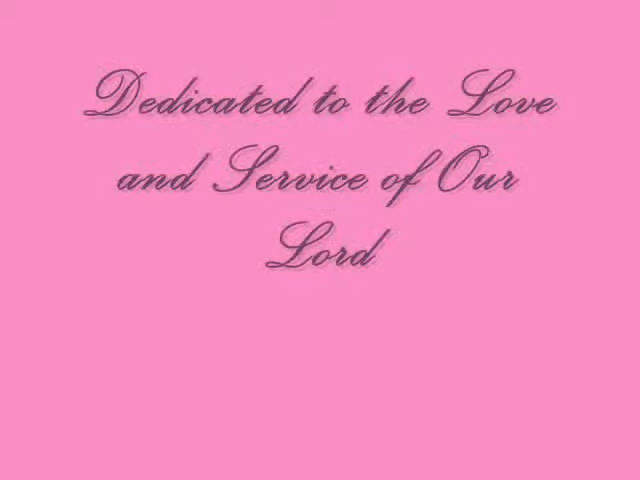 Dedicated to the Love
and Service of Our
Lord